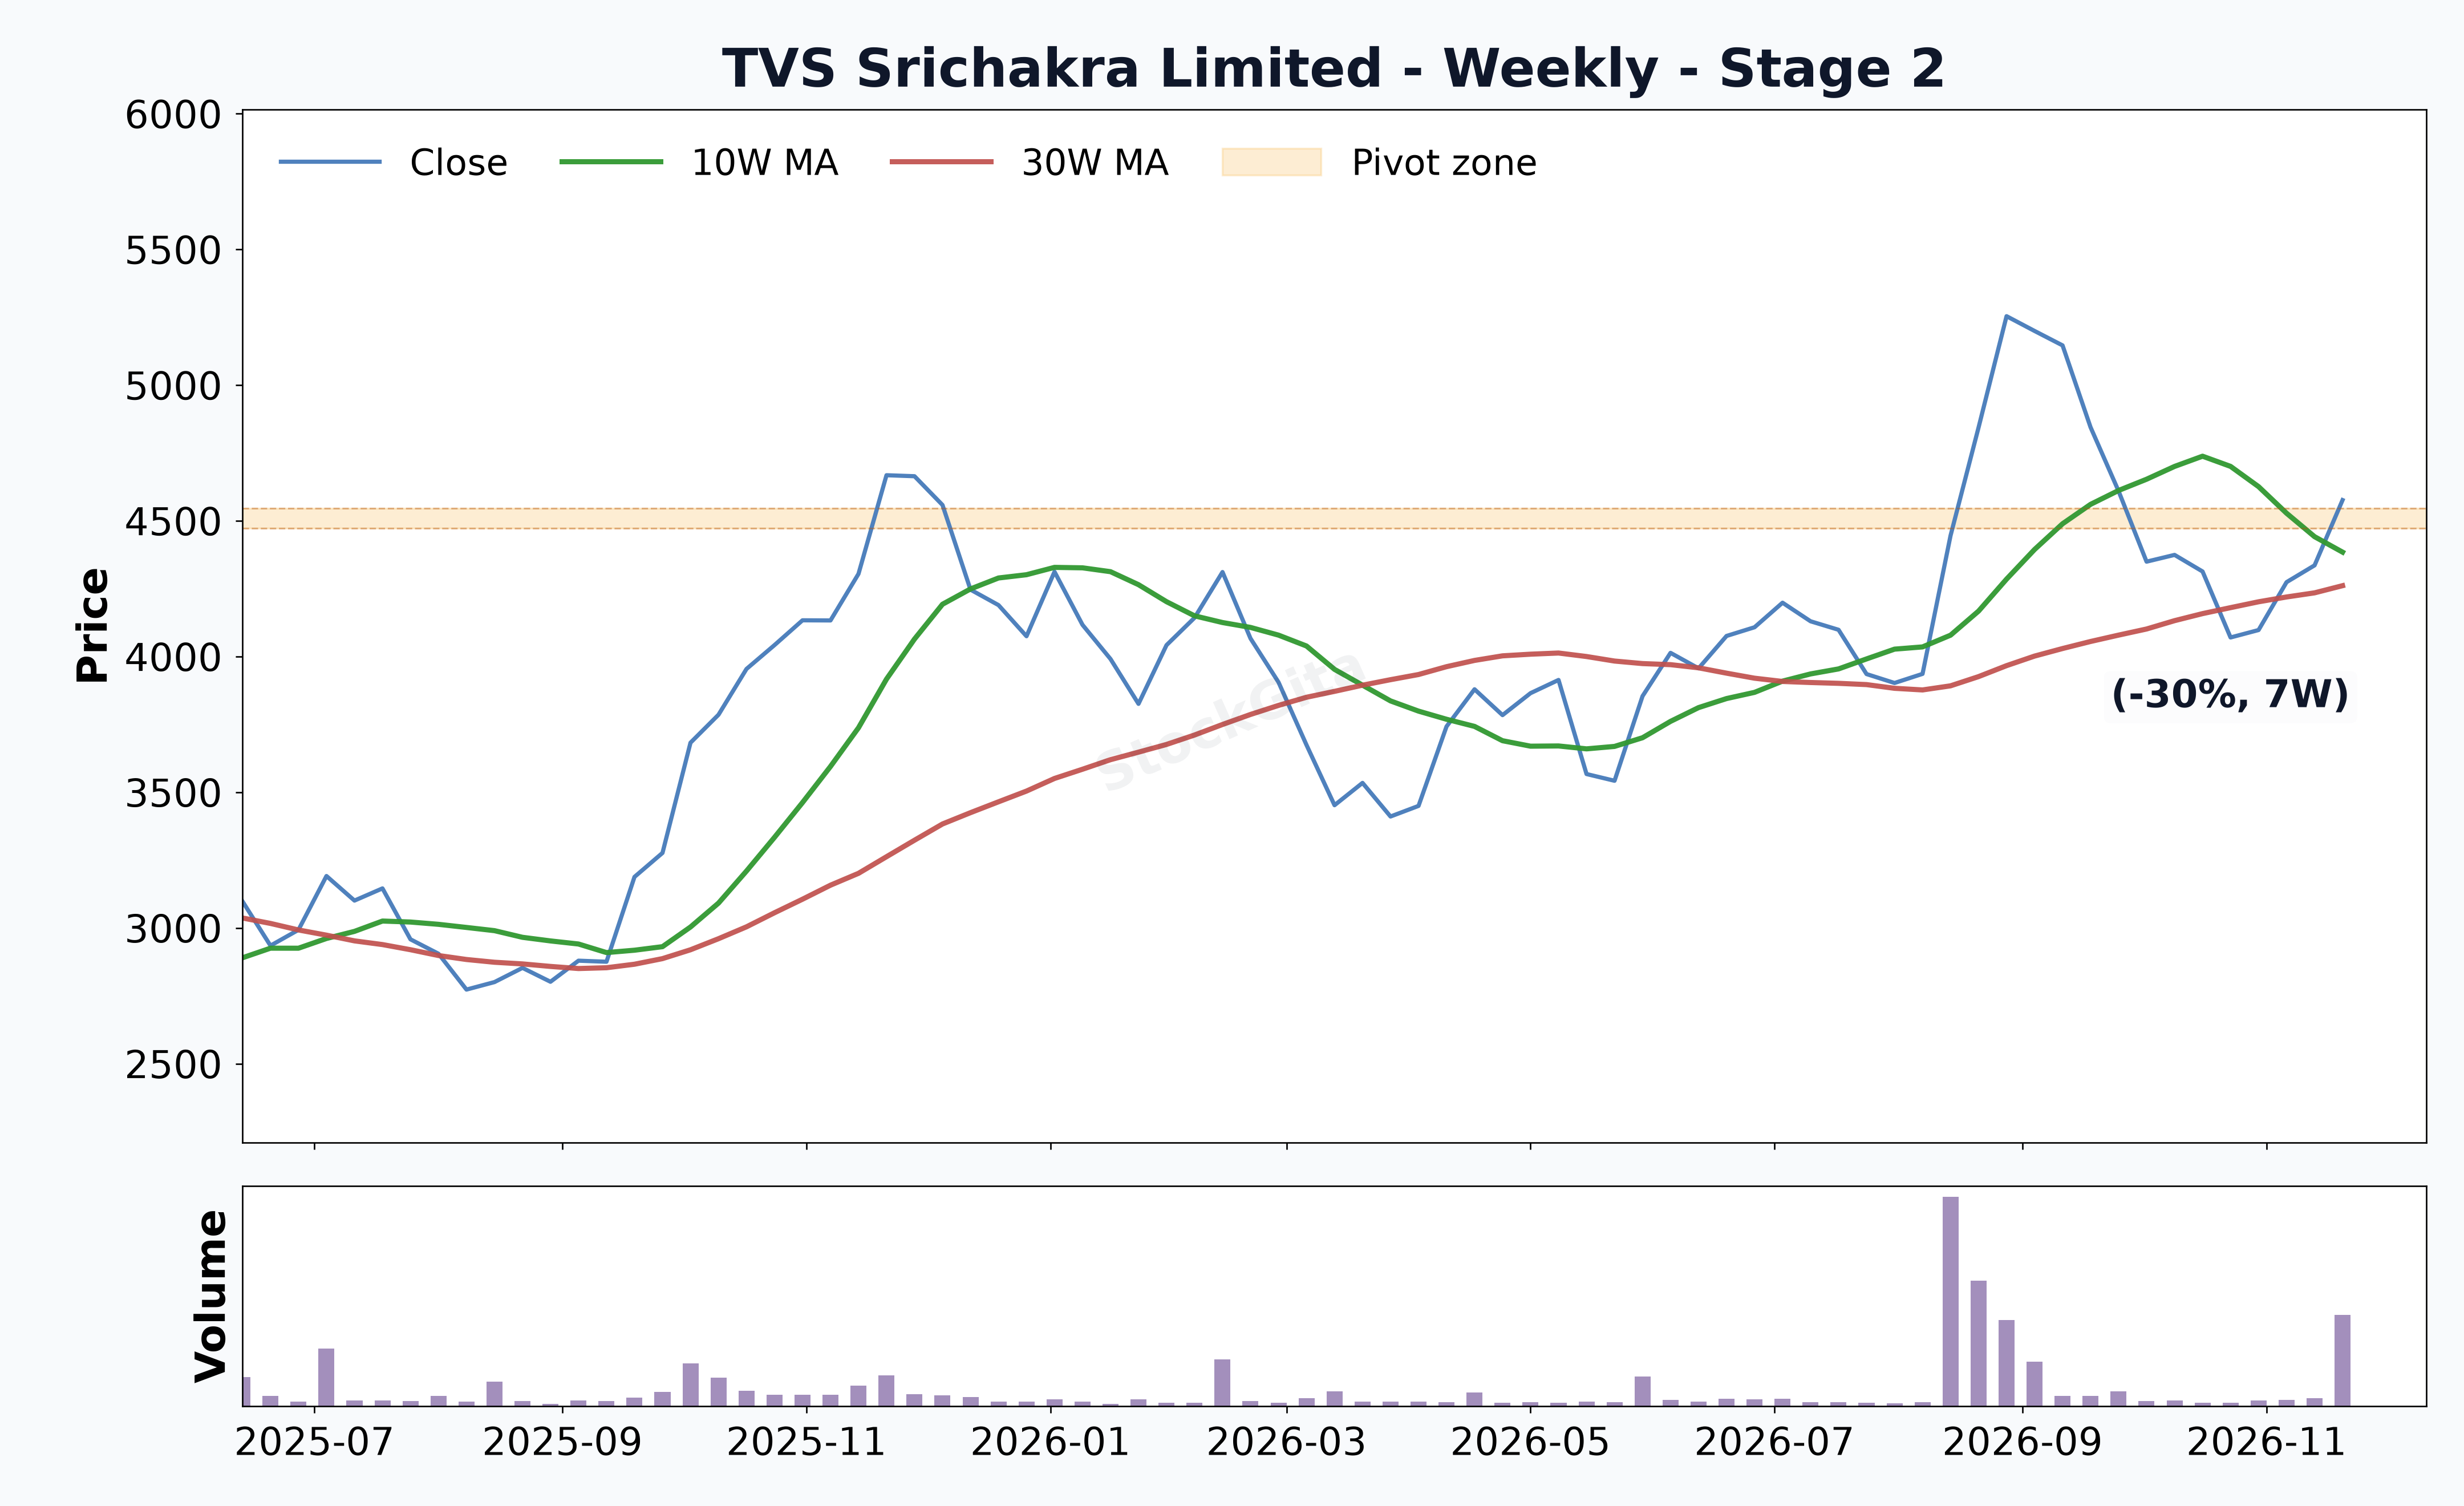 TVS Srichakra Limited - Weekly - Stage 2
Close 10W MA 30W MA Pivot zone
6000
5500
5000
4500
4000
3500
3000
2500
Price
StockGita
(-30%, 7W)
Volume
2025-07 2025-09 2025-11 2026-01 2026-03 2026-05 2026-07 2026-09 2026-11